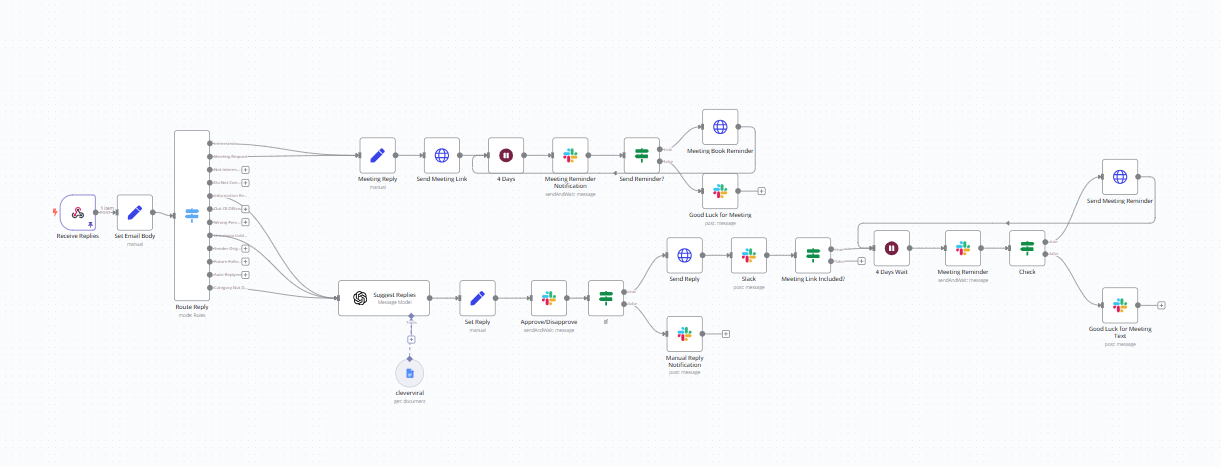 Meeting Book Reminder
Meeting Reply
manual
Send Meeting Link
4 Days
Meeting Reminder
Notification
sendAndWait: message
Send Reminder?
Good Luck for Meeting
post: message
Send Meeting Reminder
Receive Replies
1 item
Set Email Body
manual
Route Reply
mode: Rules
Send Reply
Slack
post: message
Meeting Link Included?
4 Days Wait
Meeting Reminder
sendAndWait: message
Check
Suggest Replies
Message Model
Set Reply
manual
Approve/Disapprove
sendAndWait: message
If
Manual Reply
Notification
post: message
Good Luck for Meeting
Text
post: message
cleverviral
get: document